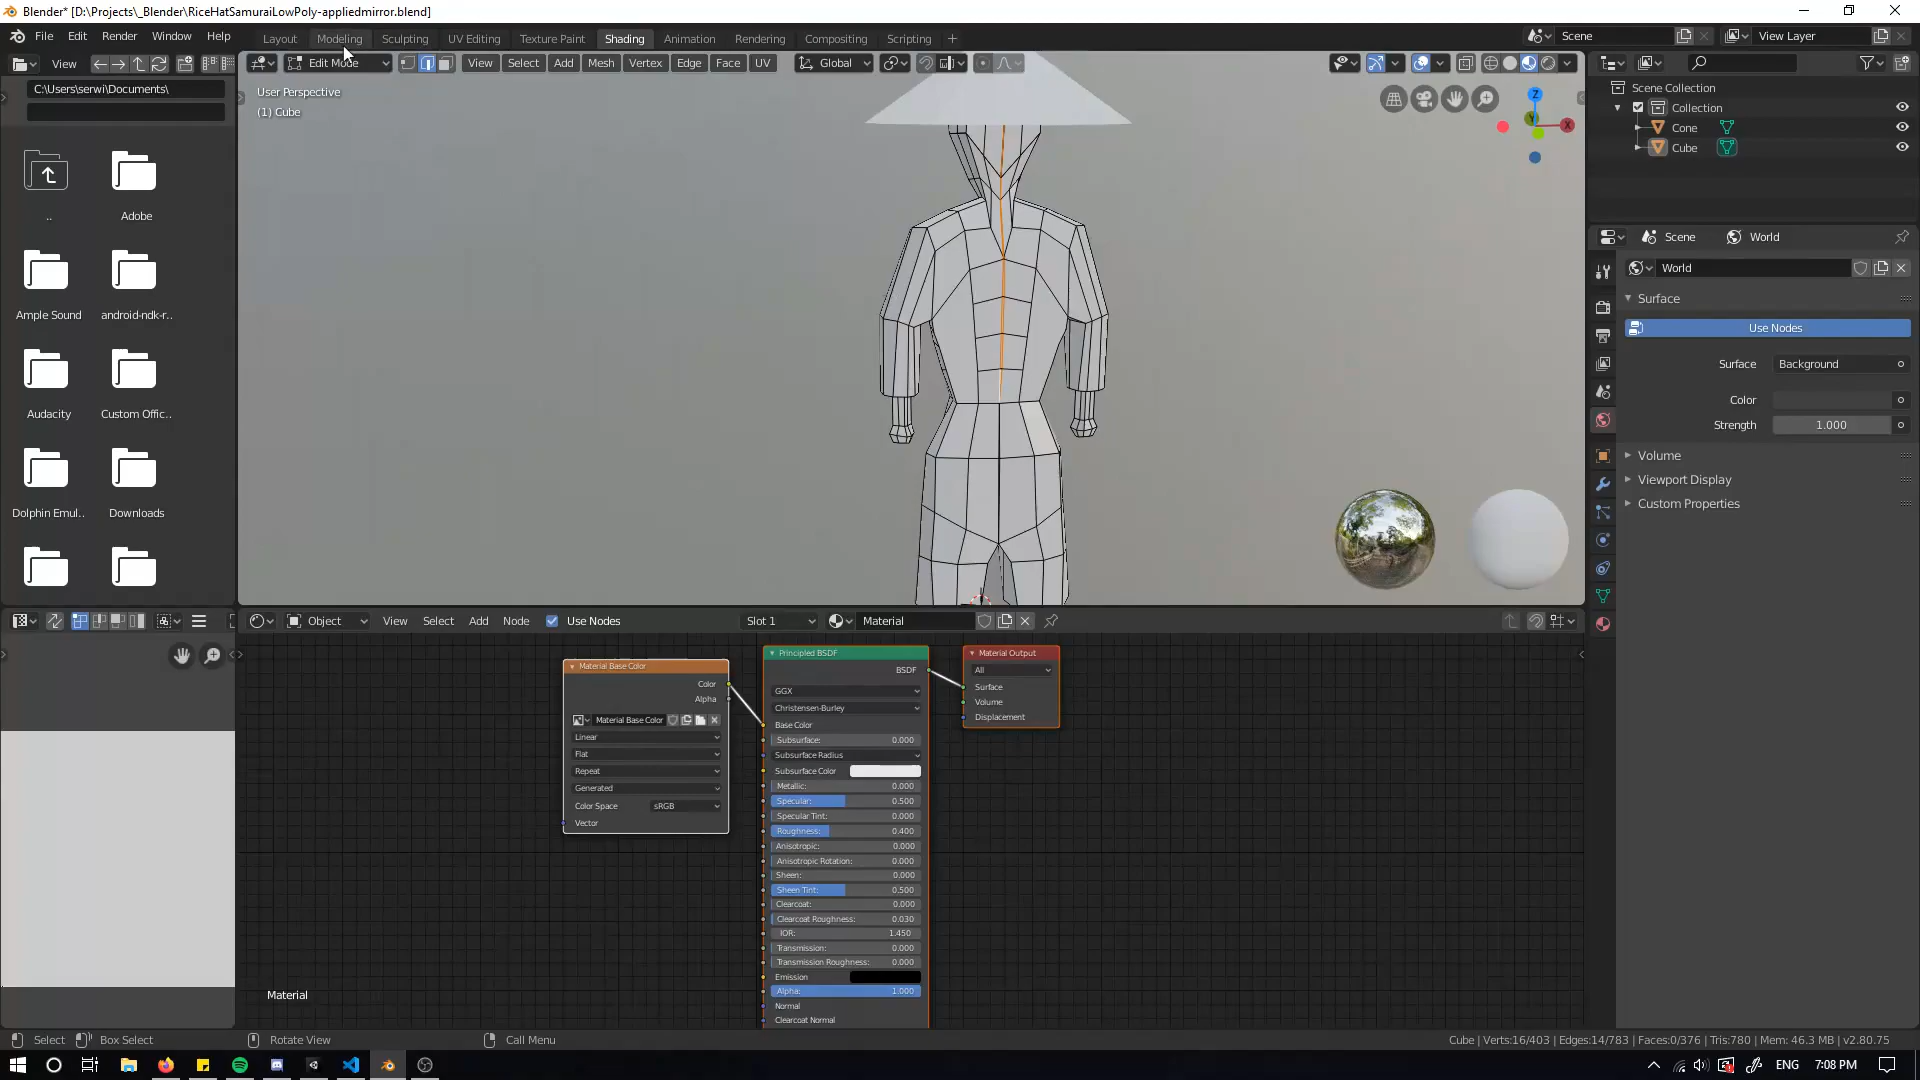 Blender* [D:\Projects\_Blender\RiceHatSamuraiLowPoly-appliedmirror.blend]
File Edit Render Window Help
Layout Modeling Sculpting UV Editing Texture Paint Shading Animation Rendering Compositing Scripting +
Scene
View Layer
View
Edit Mode
View Select Add Mesh Vertex Edge Face UV
Global
C:\Users\serwi\Documents\
User Perspective
(1) Cube
Z
Y
X
Scene Collection
Collection
Cone
Cube
..
Adobe
Ample Sound
android-ndk-r..
Audacity
Custom Offic..
Dolphin Emul..
Downloads
Scene
World
World
Surface
Use Nodes
Surface Background
Color
Strength 1.000
Volume
Viewport Display
Custom Properties
Object
View Select Add Node
Use Nodes
Slot 1
Material
Material Base Color
Color
Alpha
Material Base Color
Linear
Flat
Repeat
Generated
Color Space sRGB
Vector
Principled BSDF
BSDF
GGX
Christensen-Burley
Base Color
Subsurface: 0.000
Subsurface Radius
Subsurface Color
Metallic: 0.000
Specular: 0.500
Specular Tint: 0.000
Roughness: 0.400
Anisotropic: 0.000
Anisotropic Rotation: 0.000
Sheen: 0.000
Sheen Tint: 0.500
Clearcoat: 0.000
Clearcoat Roughness: 0.030
IOR: 1.450
Transmission: 0.000
Transmission Roughness: 0.000
Emission
Alpha: 1.000
Normal
Clearcoat Normal
Material Output
All
Surface
Volume
Displacement
Material
Select
Box Select
Rotate View
Call Menu
Cube | Verts:16/403 | Edges:14/783 | Faces:0/376 | Tris:780 | Mem: 46.3 MB | v2.80.75
ENG
7:08 PM